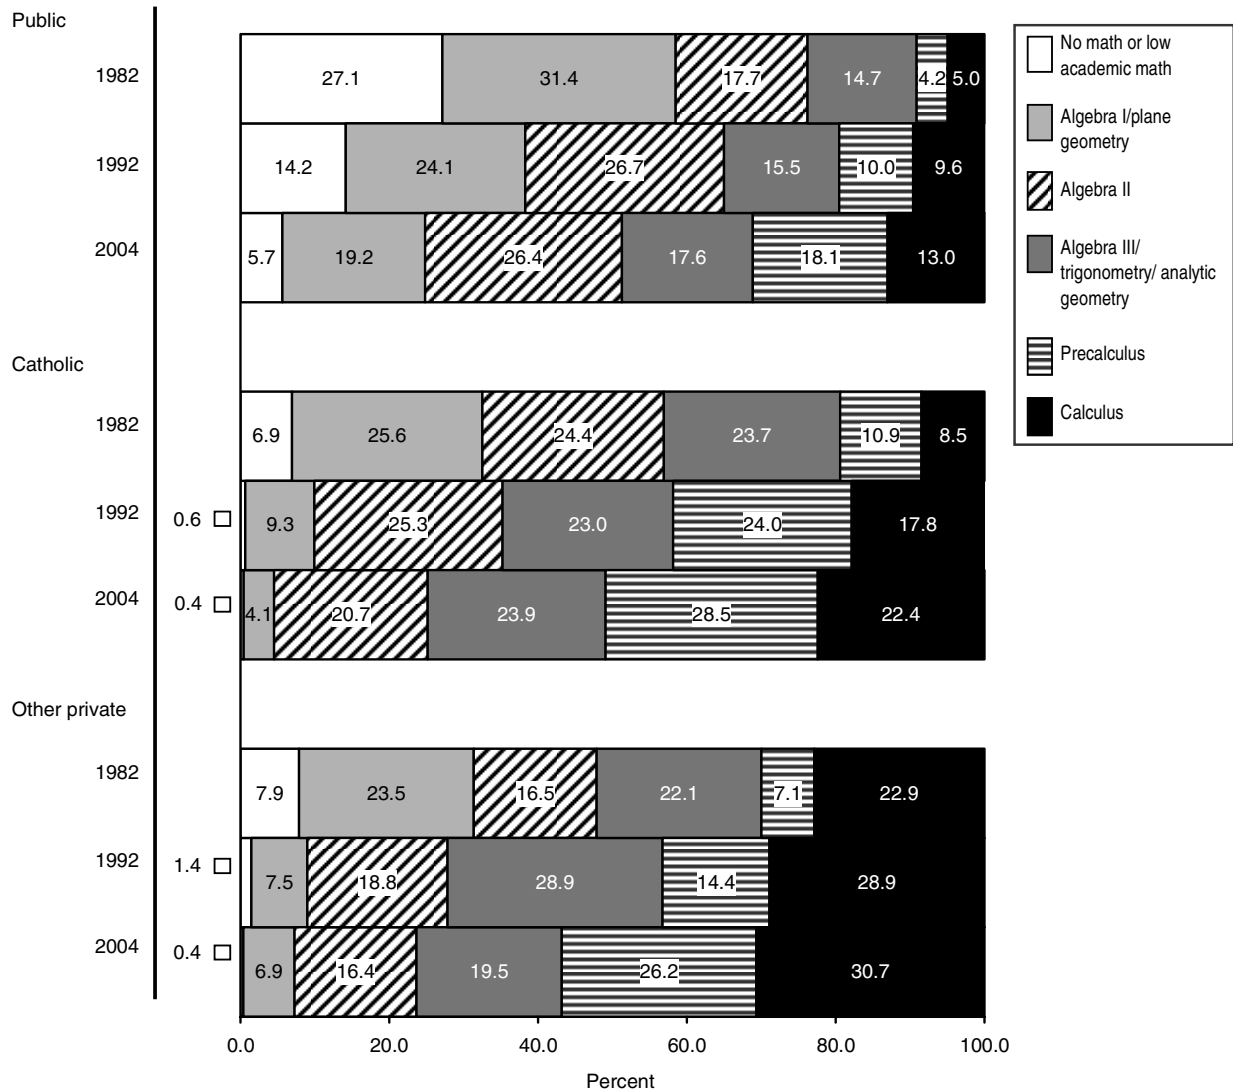 Public
1982
27.1 31.4 17.7 14.7 4.2 5.0
1992
14.2 24.1 26.7 15.5 10.0 9.6
2004
5.7 19.2 26.4 17.6 18.1 13.0
Catholic
1982
6.9 25.6 24.4 23.7 10.9 8.5
1992
0.6 9.3 25.3 23.0 24.0 17.8
2004
0.4 4.1 20.7 23.9 28.5 22.4
Other private
1982
7.9 23.5 16.5 22.1 7.1 22.9
1992
1.4 7.5 18.8 28.9 14.4 28.9
2004
0.4 6.9 16.4 19.5 26.2 30.7
0.0 20.0 40.0 60.0 80.0 100.0
Percent
No math or low
academic math
Algebra I/plane
geometry
Algebra II
Algebra III/
trigonometry/ analytic
geometry
Precalculus
Calculus